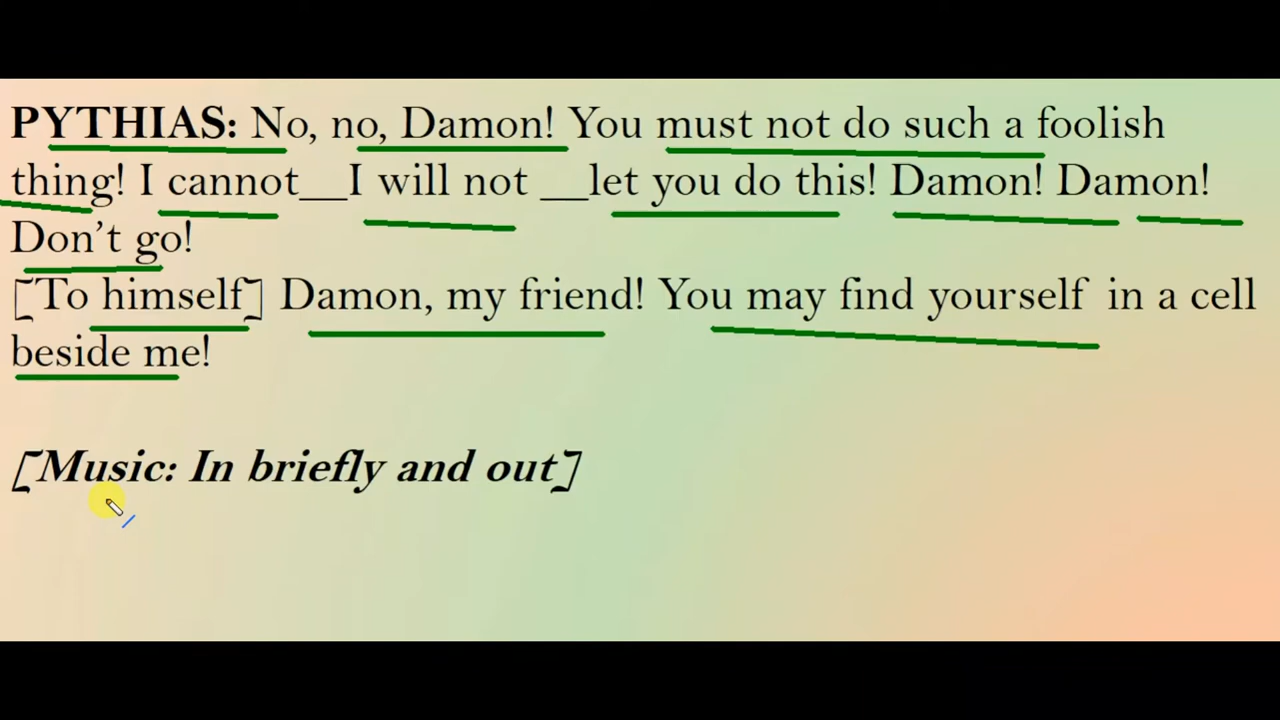 PYTHIAS: No, no, Damon! You must not do such a foolish
thing! I cannot__I will not __let you do this! Damon! Damon!
Don’t go!
[To himself] Damon, my friend! You may find yourself in a cell
beside me!
[Music: In briefly and out]